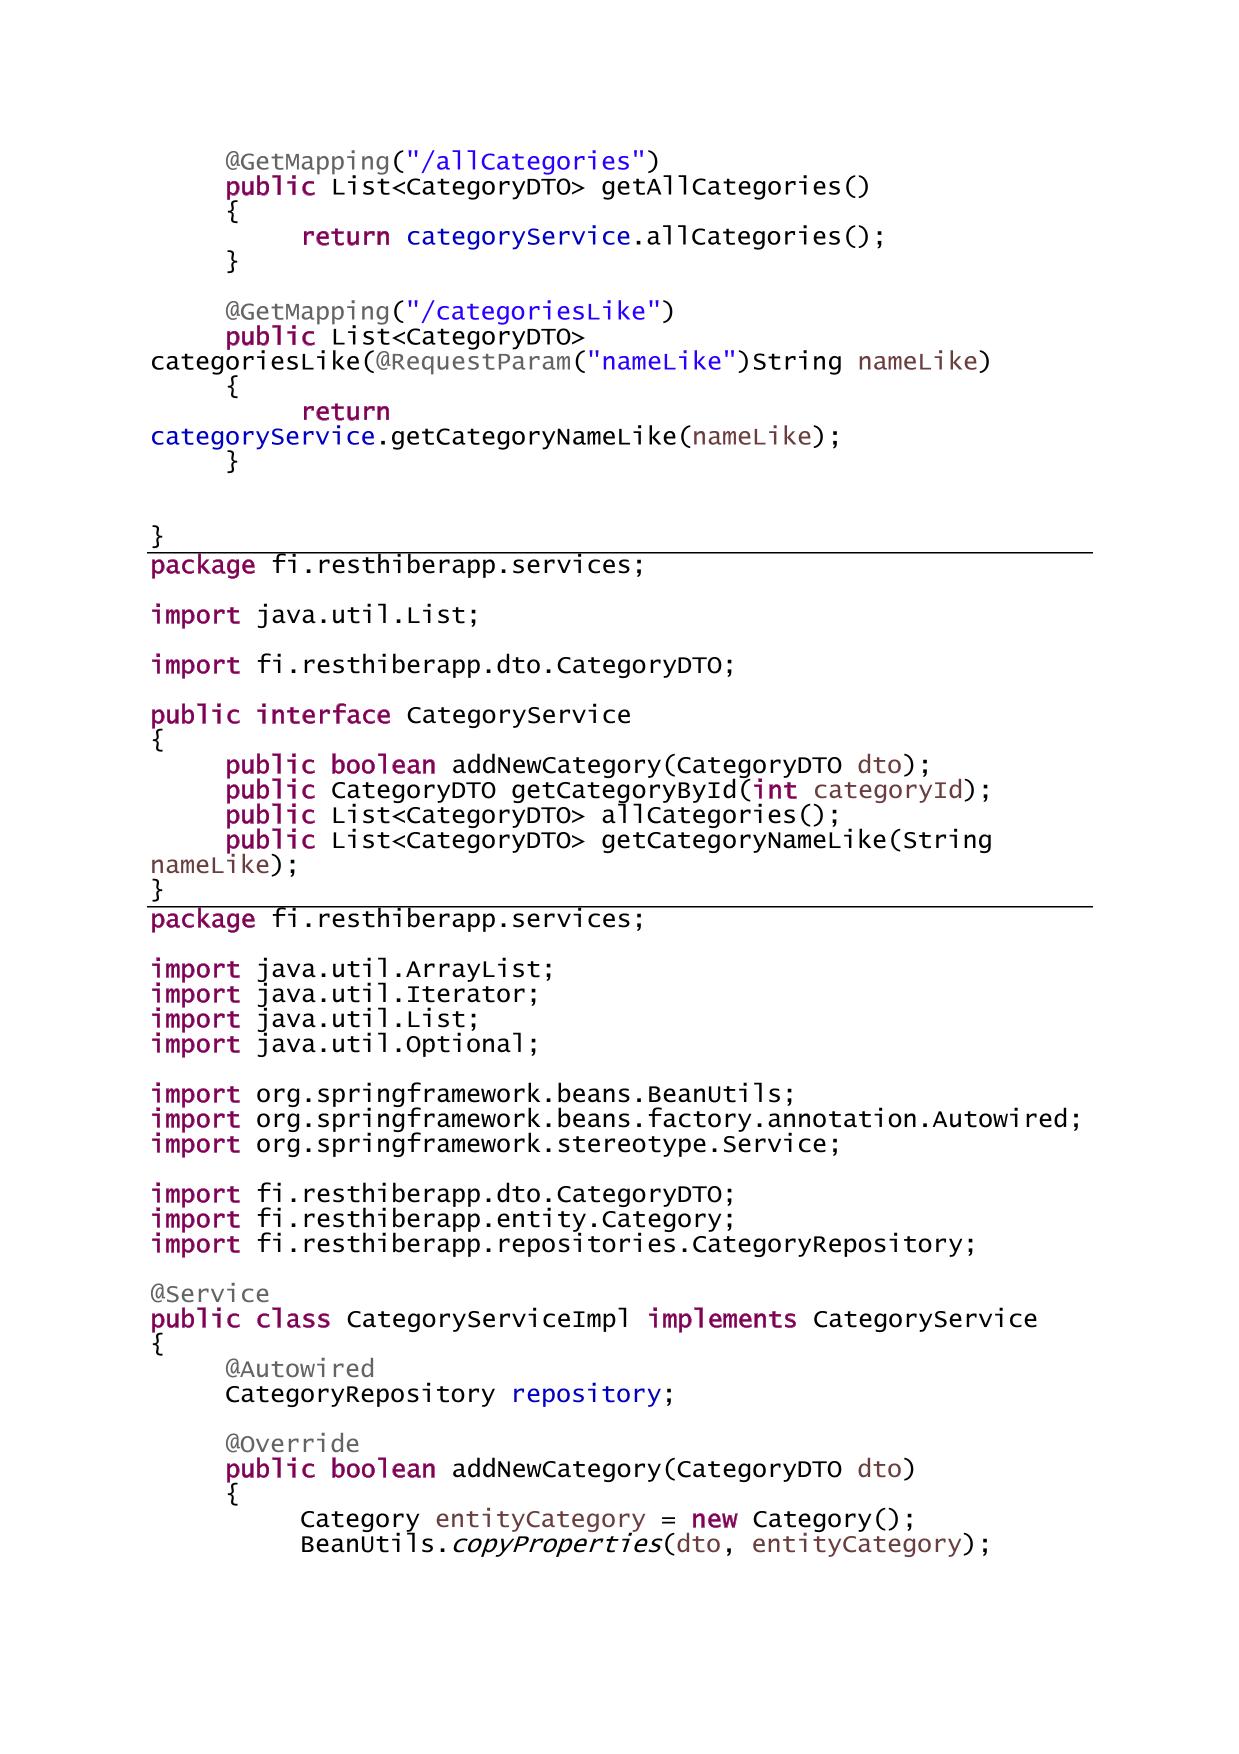 @GetMapping("/allCategories")
public List<CategoryDTO> getAllCategories()
{
return categoryService.allCategories();
}
@GetMapping("/categoriesLike")
public List<CategoryDTO>
categoriesLike(@RequestParam("nameLike")String nameLike)
{
return
categoryService.getCategoryNameLike(nameLike);
}
}
package fi.resthiberapp.services;
import java.util.List;
import fi.resthiberapp.dto.CategoryDTO;
public interface CategoryService
{
public boolean addNewCategory(CategoryDTO dto);
public CategoryDTO getCategoryById(int categoryId);
public List<CategoryDTO> allCategories();
public List<CategoryDTO> getCategoryNameLike(String
nameLike);
}
package fi.resthiberapp.services;
import java.util.ArrayList;
import java.util.Iterator;
import java.util.List;
import java.util.Optional;
import org.springframework.beans.BeanUtils;
import org.springframework.beans.factory.annotation.Autowired;
import org.springframework.stereotype.Service;
import fi.resthiberapp.dto.CategoryDTO;
import fi.resthiberapp.entity.Category;
import fi.resthiberapp.repositories.CategoryRepository;
@Service
public class CategoryServiceImpl implements CategoryService
{
@Autowired
CategoryRepository repository;
@Override
public boolean addNewCategory(CategoryDTO dto)
{
Category entityCategory = new Category();
BeanUtils.copyProperties(dto, entityCategory);